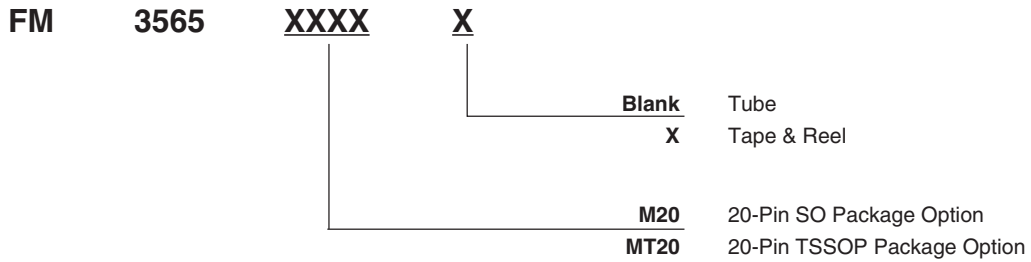 FM 3565 XXXX X
Blank Tube
X Tape & Reel
M20 20-Pin SO Package Option
MT20 20-Pin TSSOP Package Option